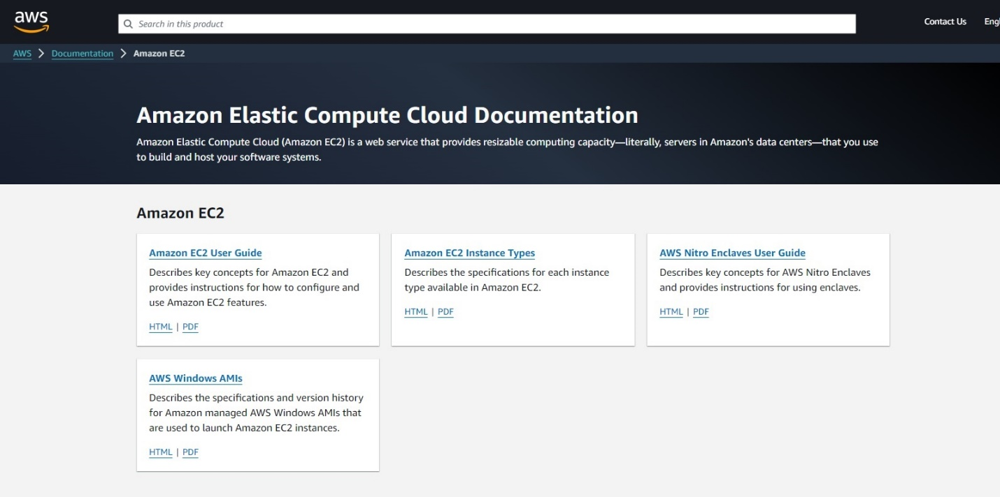 aws
Search in this product
Contact Us
AWS > Documentation > Amazon EC2
Amazon Elastic Compute Cloud Documentation
Amazon Elastic Compute Cloud (Amazon EC2) is a web service that provides resizable computing capacity—literally, servers in Amazon's data centers—that you use
to build and host your software systems.
Amazon EC2
Amazon EC2 User Guide
Describes key concepts for Amazon EC2 and
provides instructions for how to configure and
use Amazon EC2 features.
HTML | PDF
Amazon EC2 Instance Types
Describes the specifications for each instance
type available in Amazon EC2.
HTML | PDF
AWS Nitro Enclaves User Guide
Describes key concepts for AWS Nitro Enclaves
and provides instructions for using enclaves.
HTML | PDF
AWS Windows AMIs
Describes the specifications and version history
for Amazon managed AWS Windows AMIs that
are used to launch Amazon EC2 instances.
HTML | PDF